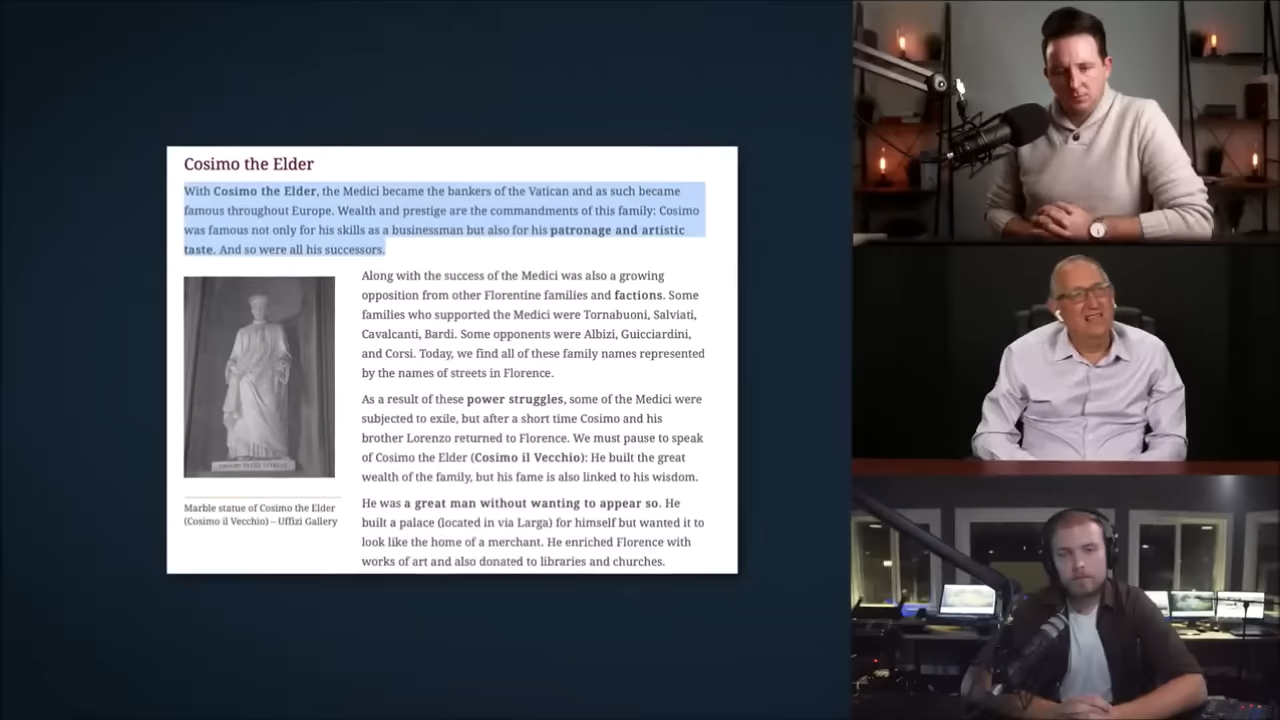 Cosimo the Elder
With Cosimo the Elder, the Medici became the bankers of the Vatican and as such became
famous throughout Europe. Wealth and prestige are the commandments of this family: Cosimo
was famous not only for his skills as a businessman but also for his patronage and artistic
taste. And so were all his successors.
Along with the success of the Medici was also a growing
opposition from other Florentine families and factions. Some
families who supported the Medici were Tornabuoni, Salviati,
Cavalcanti, Bardi. Some opponents were Albizi, Guicciardini,
and Corsi. Today, we find all of these family names represented
by the names of streets in Florence.
As a result of these power struggles, some of the Medici were
subjected to exile, but after a short time Cosimo and his
brother Lorenzo returned to Florence. We must pause to speak
of Cosimo the Elder (Cosimo il Vecchio): He built the great
wealth of the family, but his fame is also linked to his wisdom.
He was a great man without wanting to appear so. He
built a palace (located in via Larga) for himself but wanted it to
look like the home of a merchant. He enriched Florence with
works of art and also donated to libraries and churches.
Marble statue of Cosimo the Elder
(Cosimo il Vecchio) – Uffizi Gallery